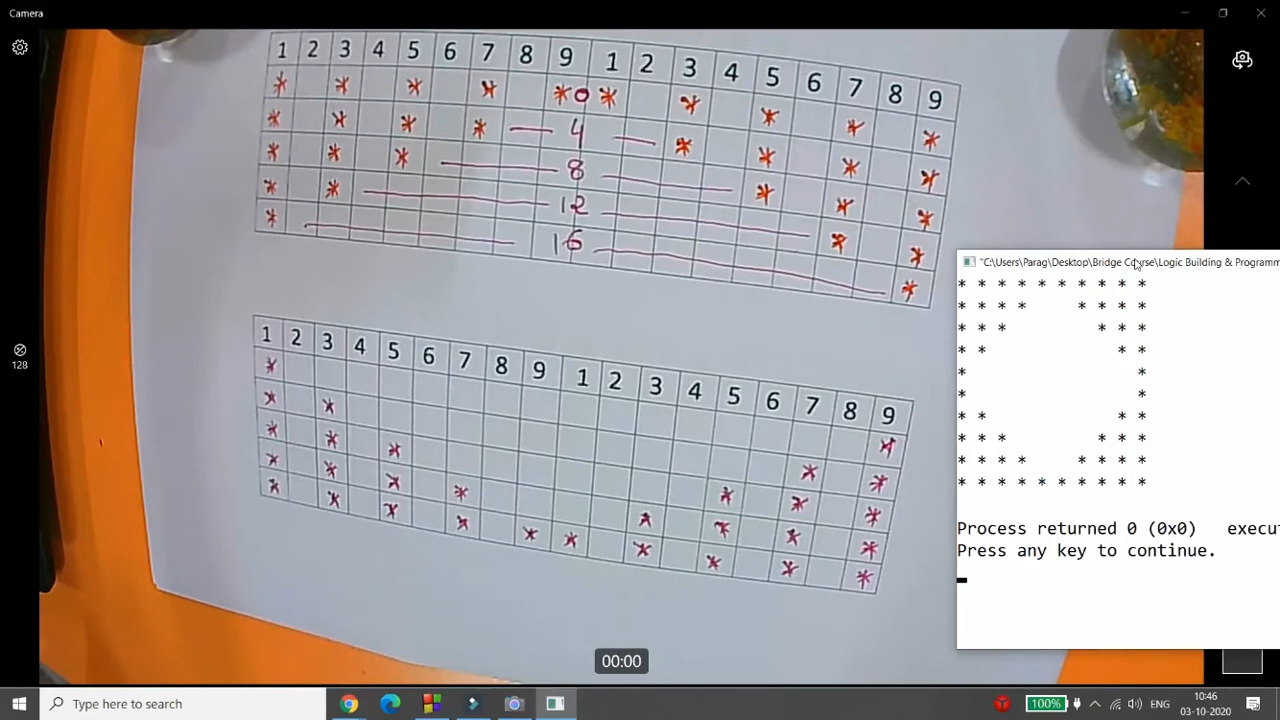 Camera
1 2 3 4 5 6 7 8 9 1 2 3 4 5 6 7 8 9
* * * * * 0 * * * * *
* * * * — 4 — * * * *
* * * — 8 — * * *
* * — 12 — * *
* — 16 — *
1 2 3 4 5 6 7 8 9 1 2 3 4 5 6 7 8 9
* *
* * * *
* * * * * *
* * * * * * * *
* * * * * * * * * *
"C:\Users\Parag\Desktop\Bridge Course\Logic Building & Programm
* * * * * * * * * *
* * * * * * * *
* * * * * *
* * * *
* *
* *
* * * *
* * * * * *
* * * * * * * *
* * * * * * * * * *
Process returned 0 (0x0) execu
Press any key to continue.
128
00:00
Type here to search
100%
ENG
10:46
03-10-2020